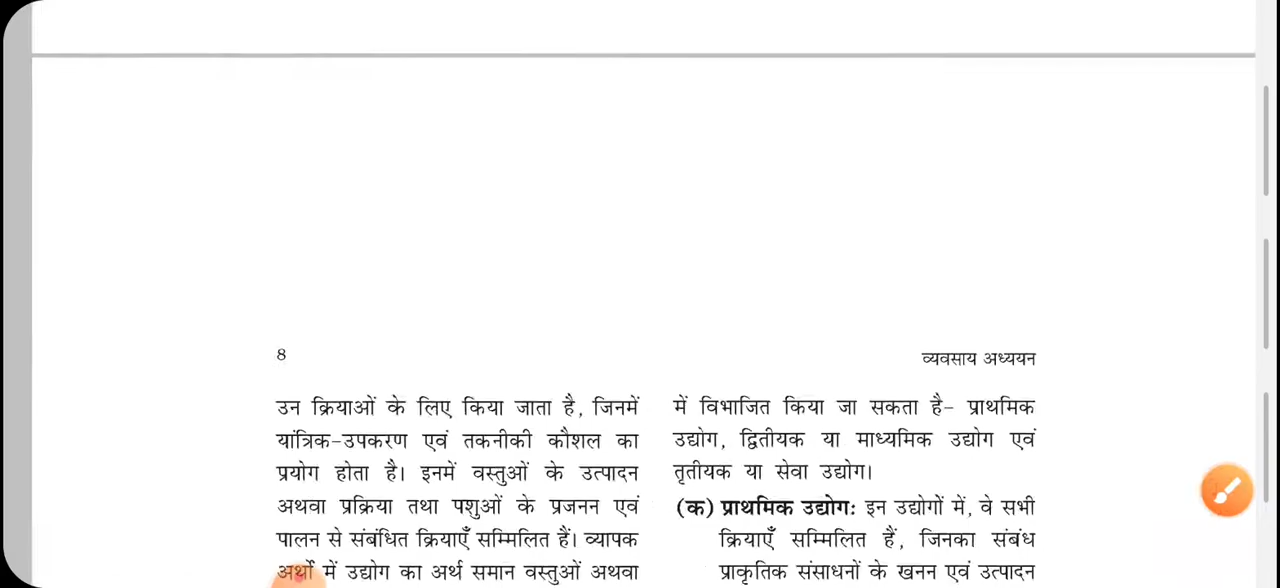 8
व्यवसाय अध्ययन
उन क्रियाओं के लिए किया जाता है, जिनमें
यांत्रिक-उपकरण एवं तकनीकी कौशल का
प्रयोग होता है। इनमें वस्तुओं के उत्पादन
अथवा प्रक्रिया तथा पशुओं के प्रजनन एवं
पालन से संबंधित क्रियाएँ सम्मिलित हैं। व्यापक
अर्थों में उद्योग का अर्थ समान वस्तुओं अथवा
में विभाजित किया जा सकता है– प्राथमिक
उद्योग, द्वितीयक या माध्यमिक उद्योग एवं
तृतीयक या सेवा उद्योग।
(क) प्राथमिक उद्योग: इन उद्योगों में, वे सभी
क्रियाएँ सम्मिलित हैं, जिनका संबंध
प्राकृतिक संसाधनों के खनन एवं उत्पादन